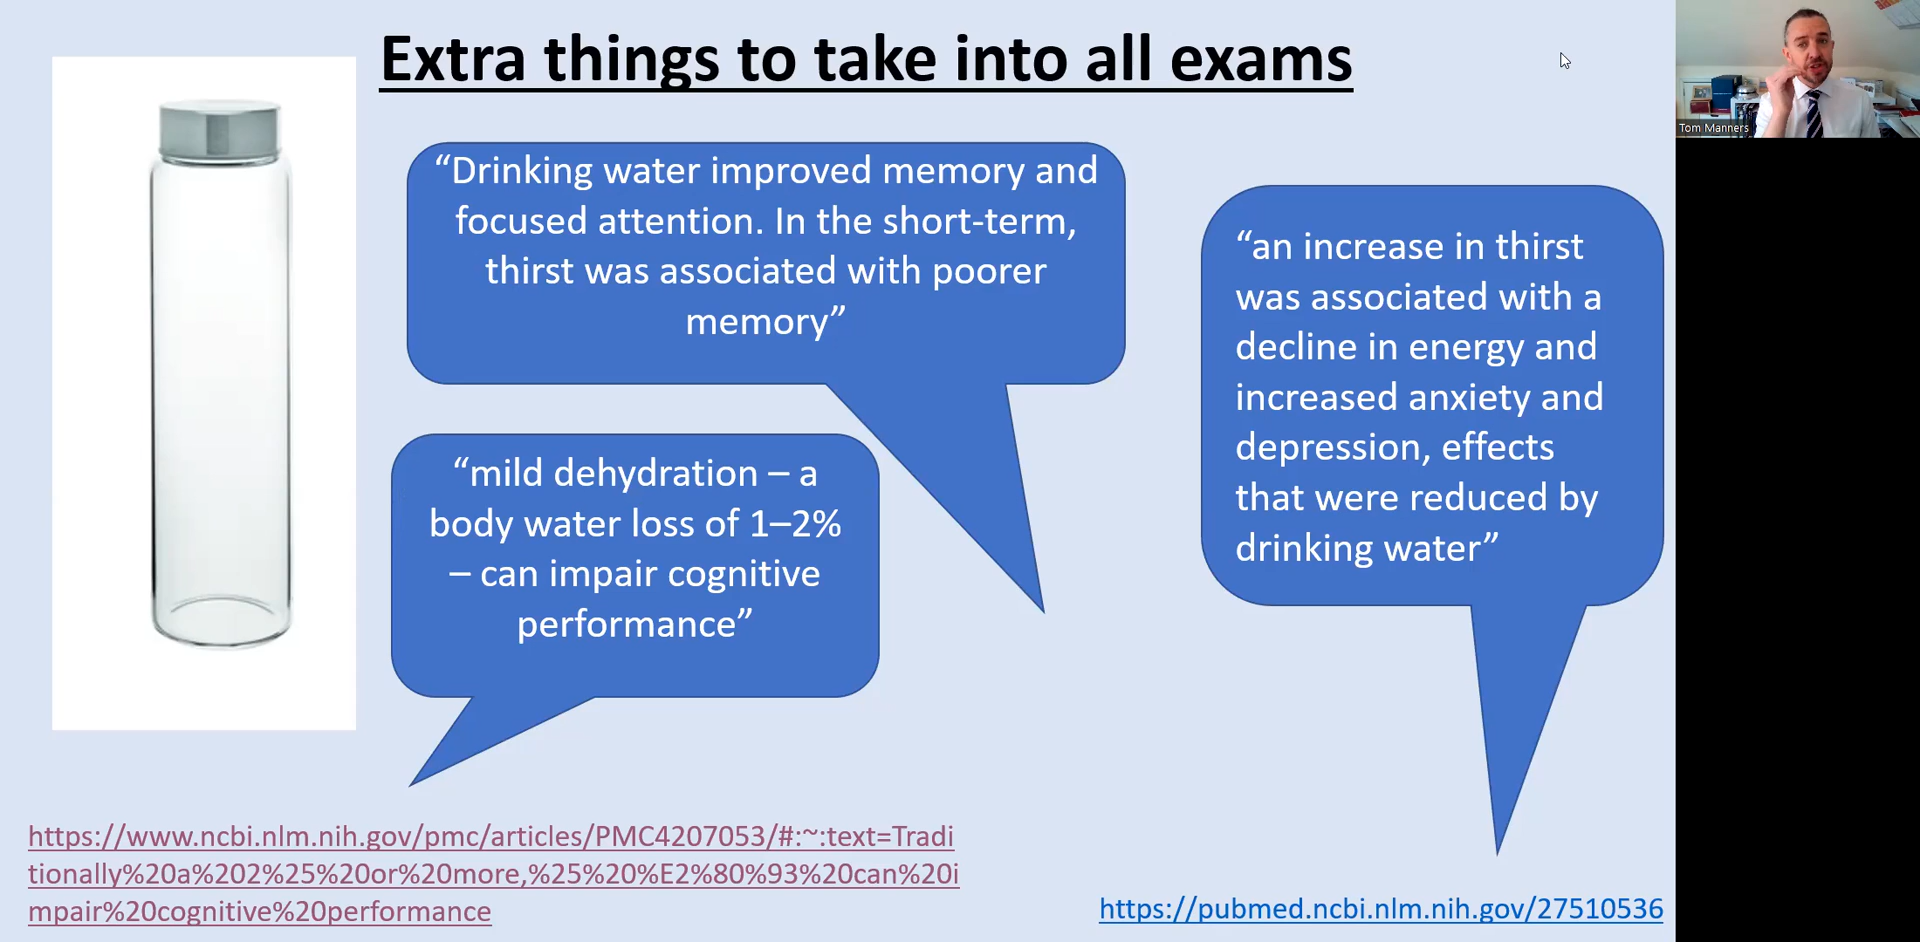 Extra things to take into all exams
Tom Manners
“Drinking water improved memory and
focused attention. In the short-term,
thirst was associated with poorer
memory”
“an increase in thirst
was associated with a
decline in energy and
increased anxiety and
depression, effects
that were reduced by
drinking water”
“mild dehydration – a
body water loss of 1–2%
– can impair cognitive
performance”
https://www.ncbi.nlm.nih.gov/pmc/articles/PMC4207053/#:~:text=Tradi
tionally%20a%202%25%20or%20more,%25%20%E2%80%93%20can%20i
mpair%20cognitive%20performance
https://pubmed.ncbi.nlm.nih.gov/27510536